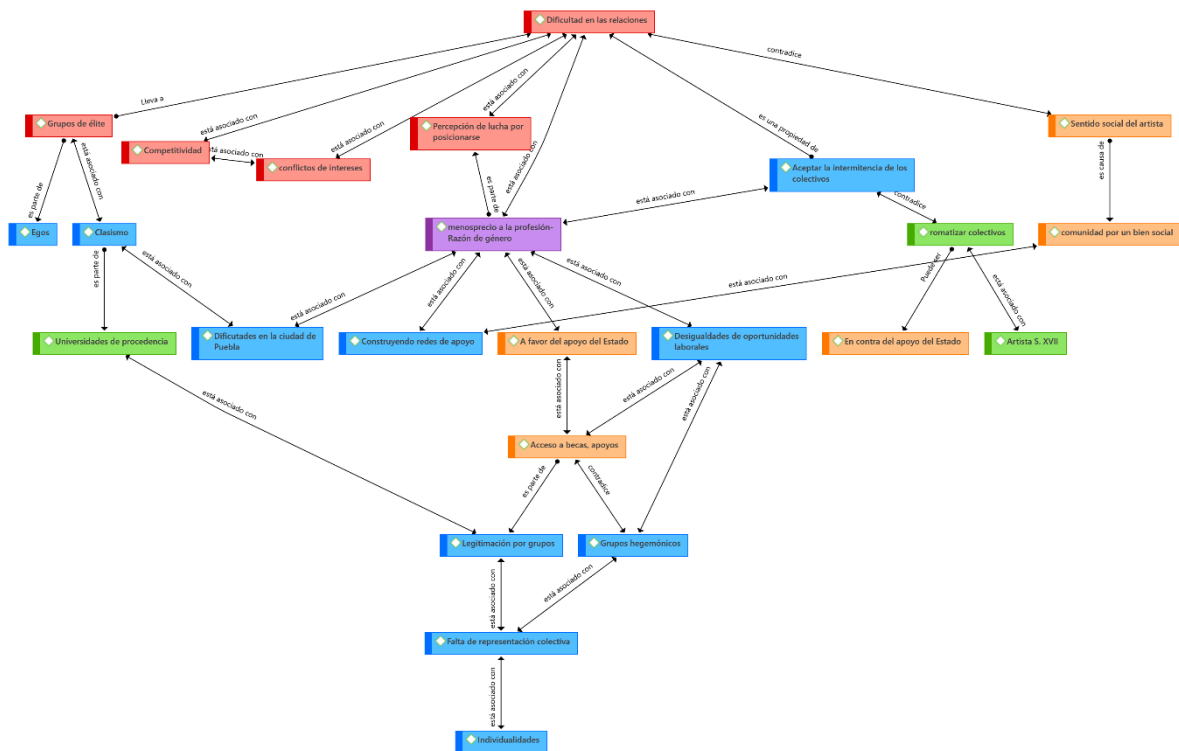 Dificultad en las relaciones
contradice
Lleva a
está asociado con
está asociado con
está asociado con
está asociado con
es una propiedad de
Grupos de élite
Percepción de lucha por
posicionarse
Sentido social del artista
Competitividad
está asociado con
conflictos de intereses
Aceptar la intermitencia de los
colectivos
es parte de
está asociado con
es parte de
está asociado con
contradice
es causa de
Egos
Clasismo
menosprecio a la profesión-
Razón de género
romatizar colectivos
comunidad por un bien social
es parte de
está asociado con
está asociado con
está asociado con
está asociado con
está asociado con
Puede ser
está asociado con
está asociado con
Universidades de procedencia
Dificutades en la ciudad de
Puebla
Construyendo redes de apoyo
A favor del apoyo del Estado
Desigualdades de oportunidades
laborales
En contra del apoyo del Estado
Artista S. XVII
está asociado con
está asociado con
está asociado con
está asociado con
Acceso a becas, apoyos
es parte de
contradice
Legitimación por grupos
Grupos hegemónicos
está asociado con
está asociado con
Falta de representación colectiva
está asociado con
Individualidades